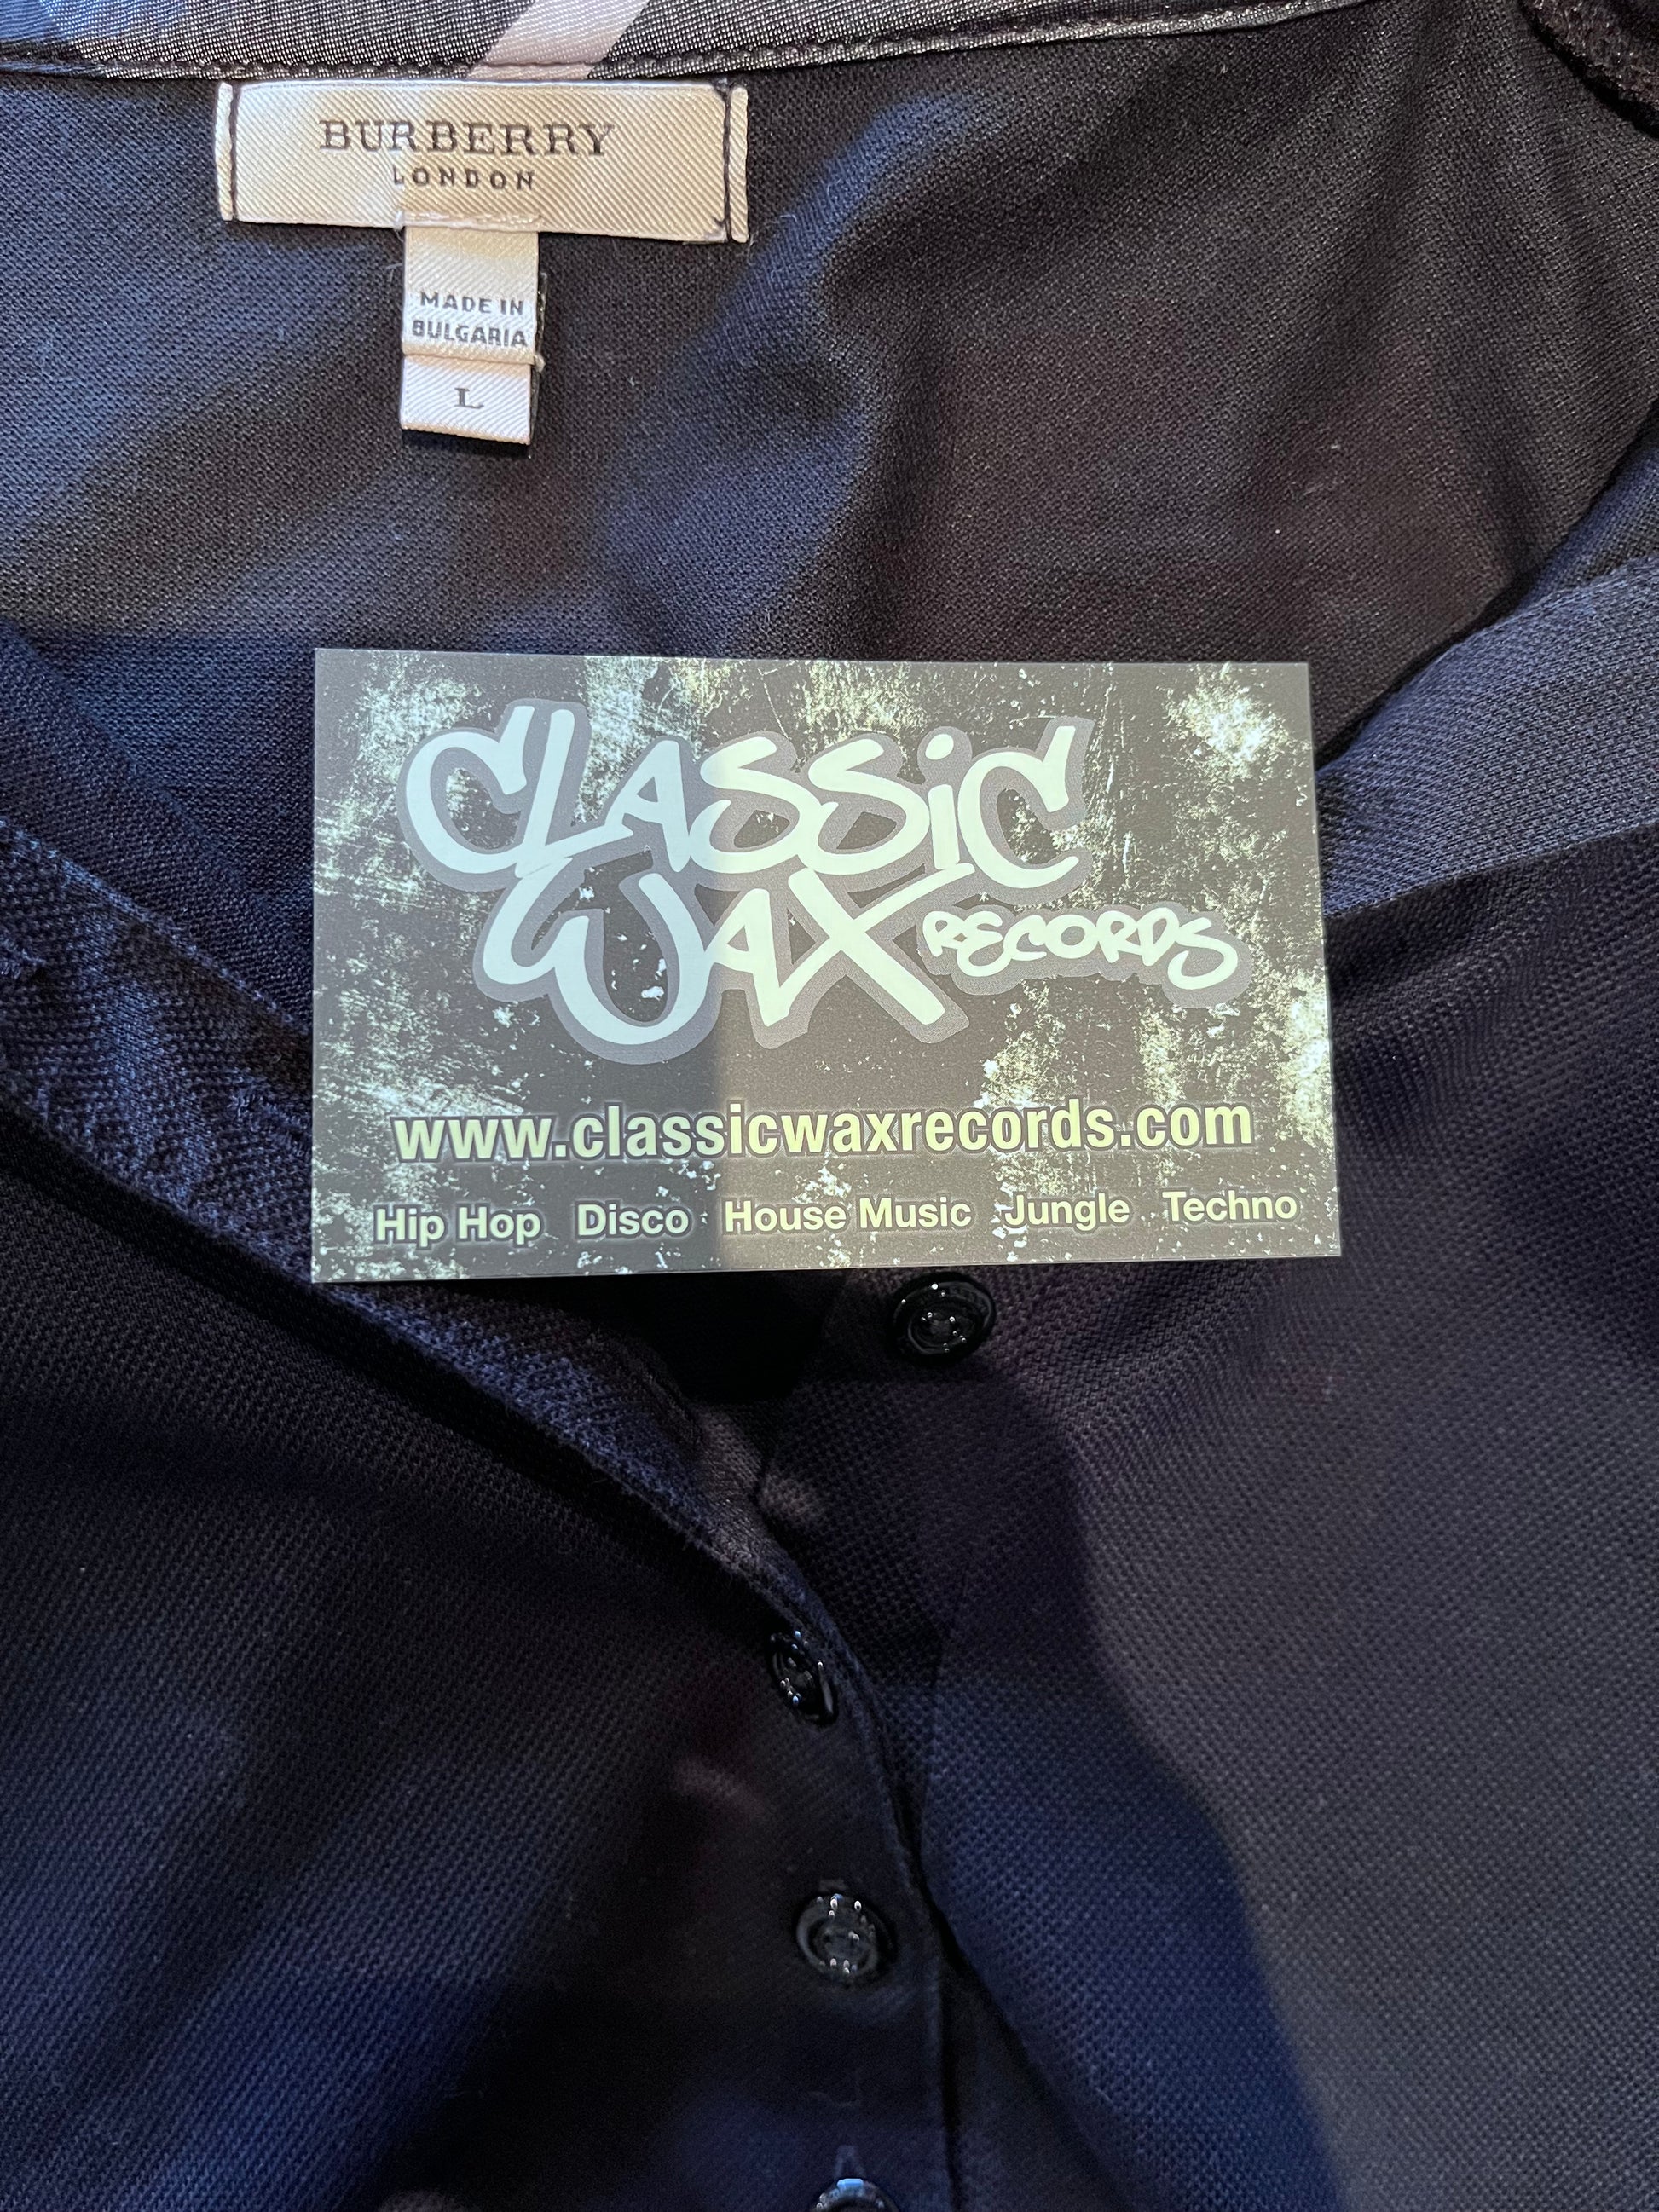 BURBERRY
LONDON
MADE IN
BULGARIA
L
CLASSiC
WAX RECORDS
www.classicwaxrecords.com
Hip Hop Disco House Music Jungle Techno